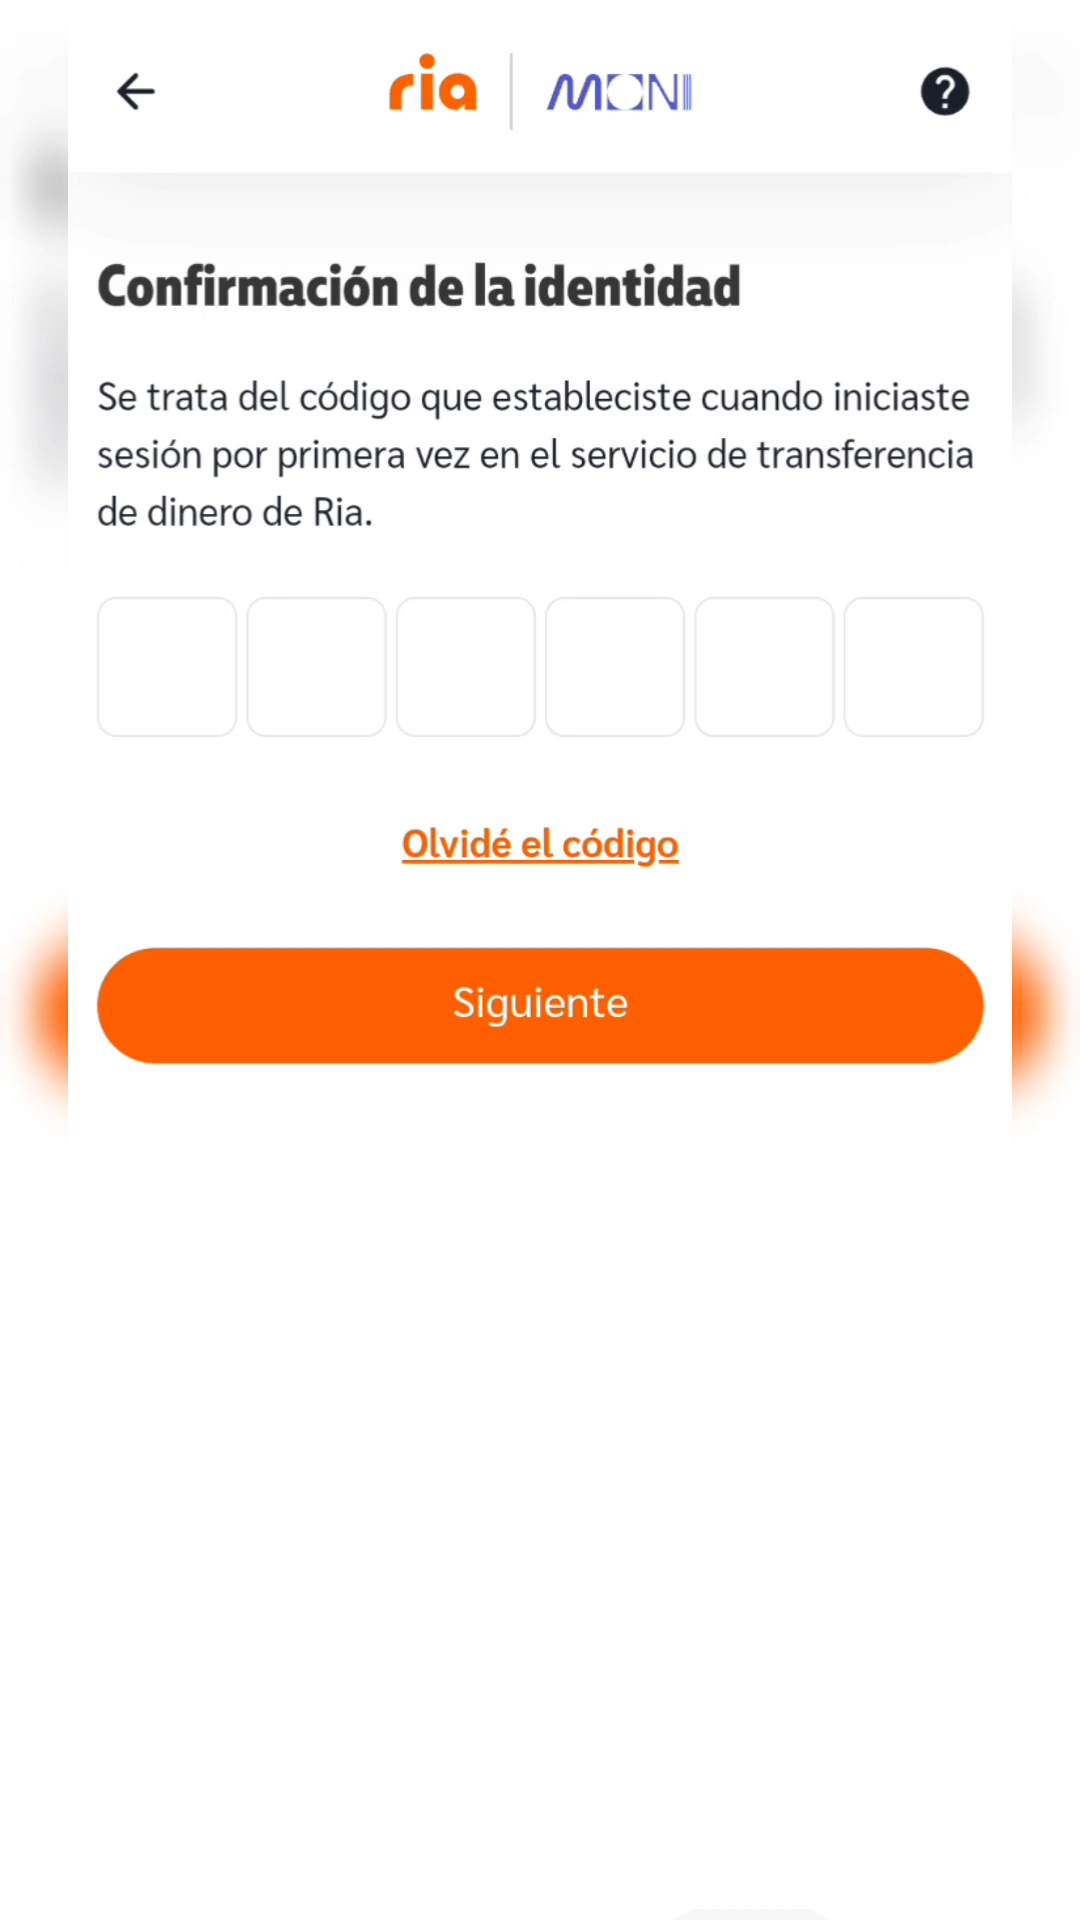 ria MONI
Confirmación de la identidad
Se trata del código que estableciste cuando iniciaste
sesión por primera vez en el servicio de transferencia
de dinero de Ria.
Olvidé el código
Siguiente